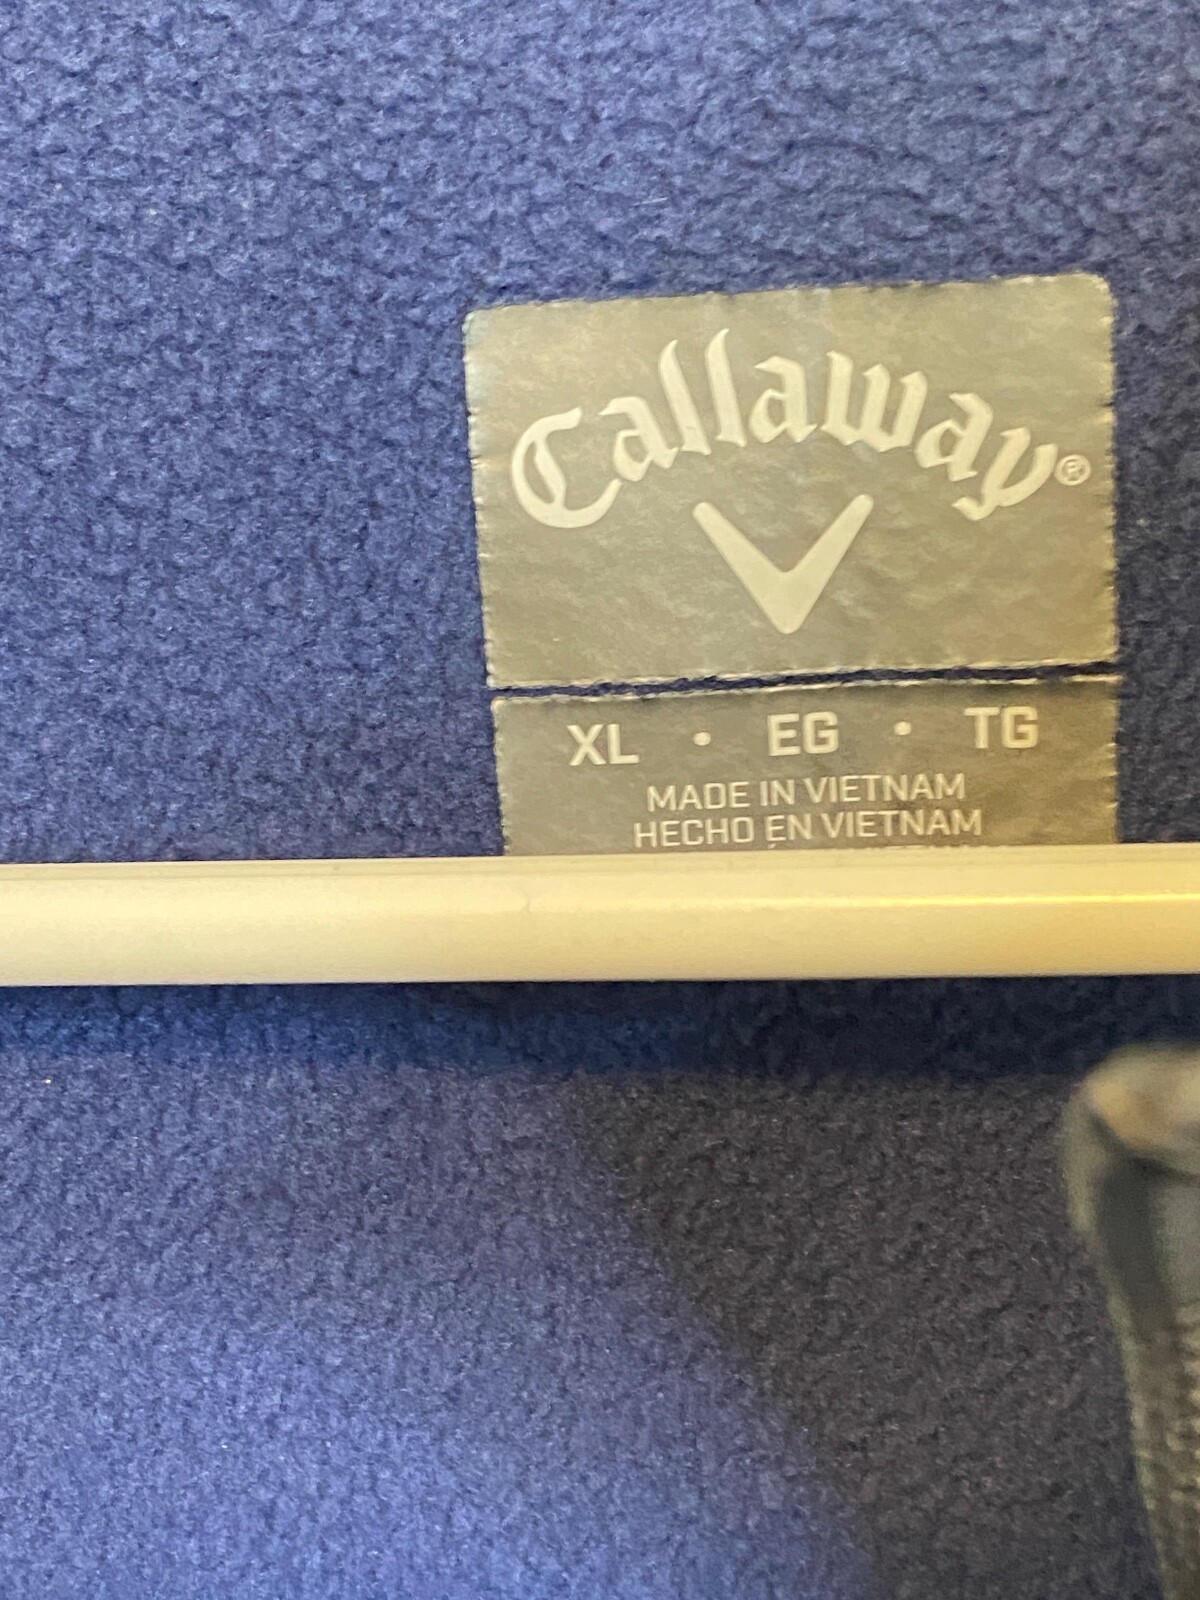 Callaway®
XL • EG • TG
MADE IN VIETNAM
HECHO EN VIETNAM